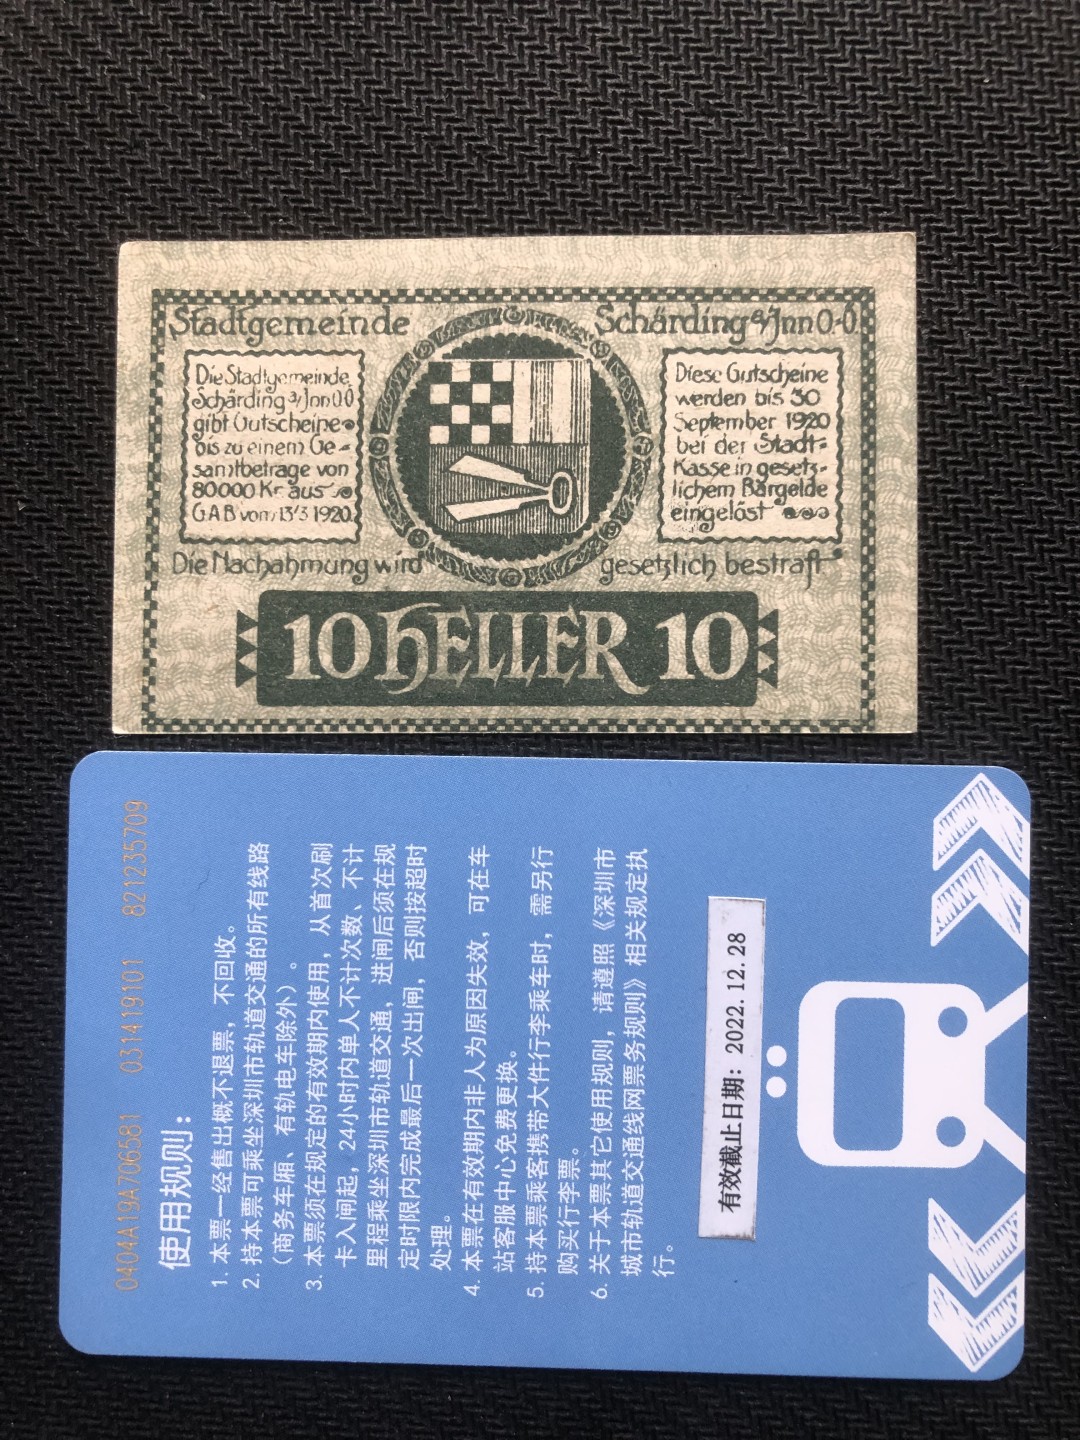 Stadtgemeinde
Schärding a/Inn O-Ö
Die Stadtgemeinde
Schärding a/Inn OÖ
gibt Gutscheine
bis zu einem Ge-
samtbetrage von
80000 Kr. aus
G.A.B vom 13/3 1920.
Diese Gutscheine
werden bis 30
September 1920
bei der Stadt-
Kasse in gesetz-
lichem Bargelde
eingelöst
Die Nachahmung wird
gesetzlich bestraft
10 HELLER 10
0404A19A706581 031419101 821235709
使用规则：
1. 本票一经售出概不退票，不回收。
2. 持本票可乘坐深圳市轨道交通的所有线路
（商务车厢、有轨电车除外）。
3. 本票须在规定的有效期内使用，从首次刷
卡入闸起，24小时内单人不计次数、不计
里程乘坐深圳市轨道交通，进闸后须在规
定时限内完成最后一次出闸，否则按超时
处理。
4. 本票在有效期内非人为原因失效，可在车
站客服中心免费更换。
5. 持本票乘客携带大件行李乘车时，需另行
购买行李票。
6. 关于本票其它使用规则，请遵照《深圳市
城市轨道交通线网票务规则》相关规定执
行。
有效截止日期：2022.12.28